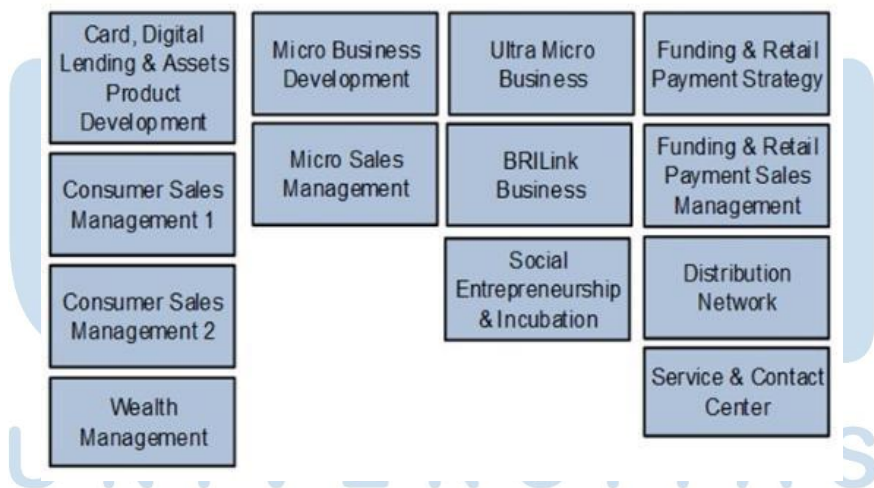 Card, Digital
Lending & Assets
Product
Development
Consumer Sales
Management 1
Consumer Sales
Management 2
Wealth
Management
Micro Business
Development
Micro Sales
Management
Ultra Micro
Business
BRILink
Business
Social
Entrepreneurship
& Incubation
Funding & Retail
Payment Strategy
Funding & Retail
Payment Sales
Management
Distribution
Network
Service & Contact
Center